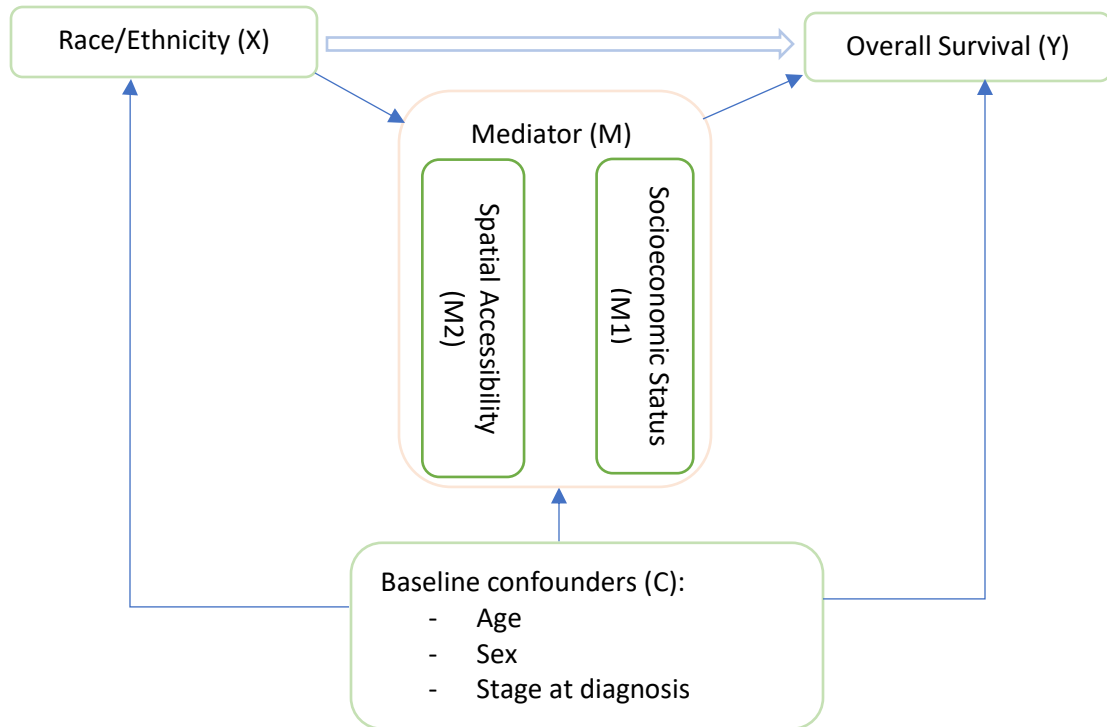 Race/Ethnicity (X)
Overall Survival (Y)
Mediator (M)
Spatial Accessibility
(M2)
Socioeconomic Status
(M1)
Baseline confounders (C):
- Age
- Sex
- Stage at diagnosis